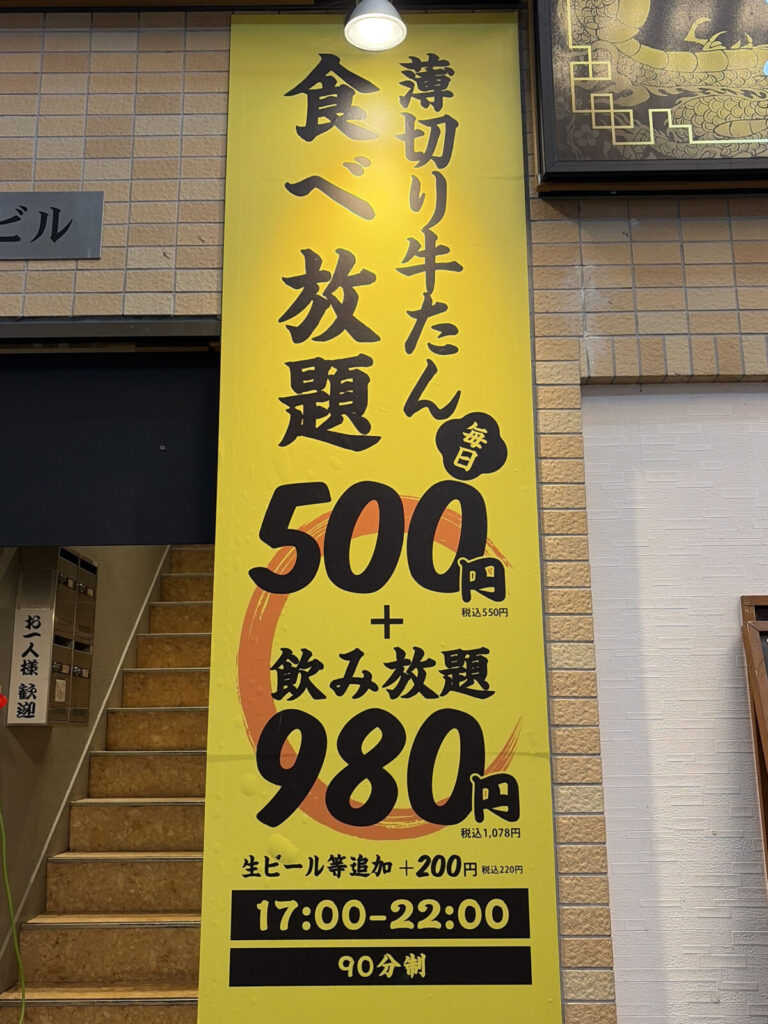 薄切り牛たん
食べ放題
毎日
500円
税込550円
+
飲み放題
980円
税込1,078円
生ビール等追加+200円 税込220円
17:00-22:00
90分制
ビル
お一人様 歓迎